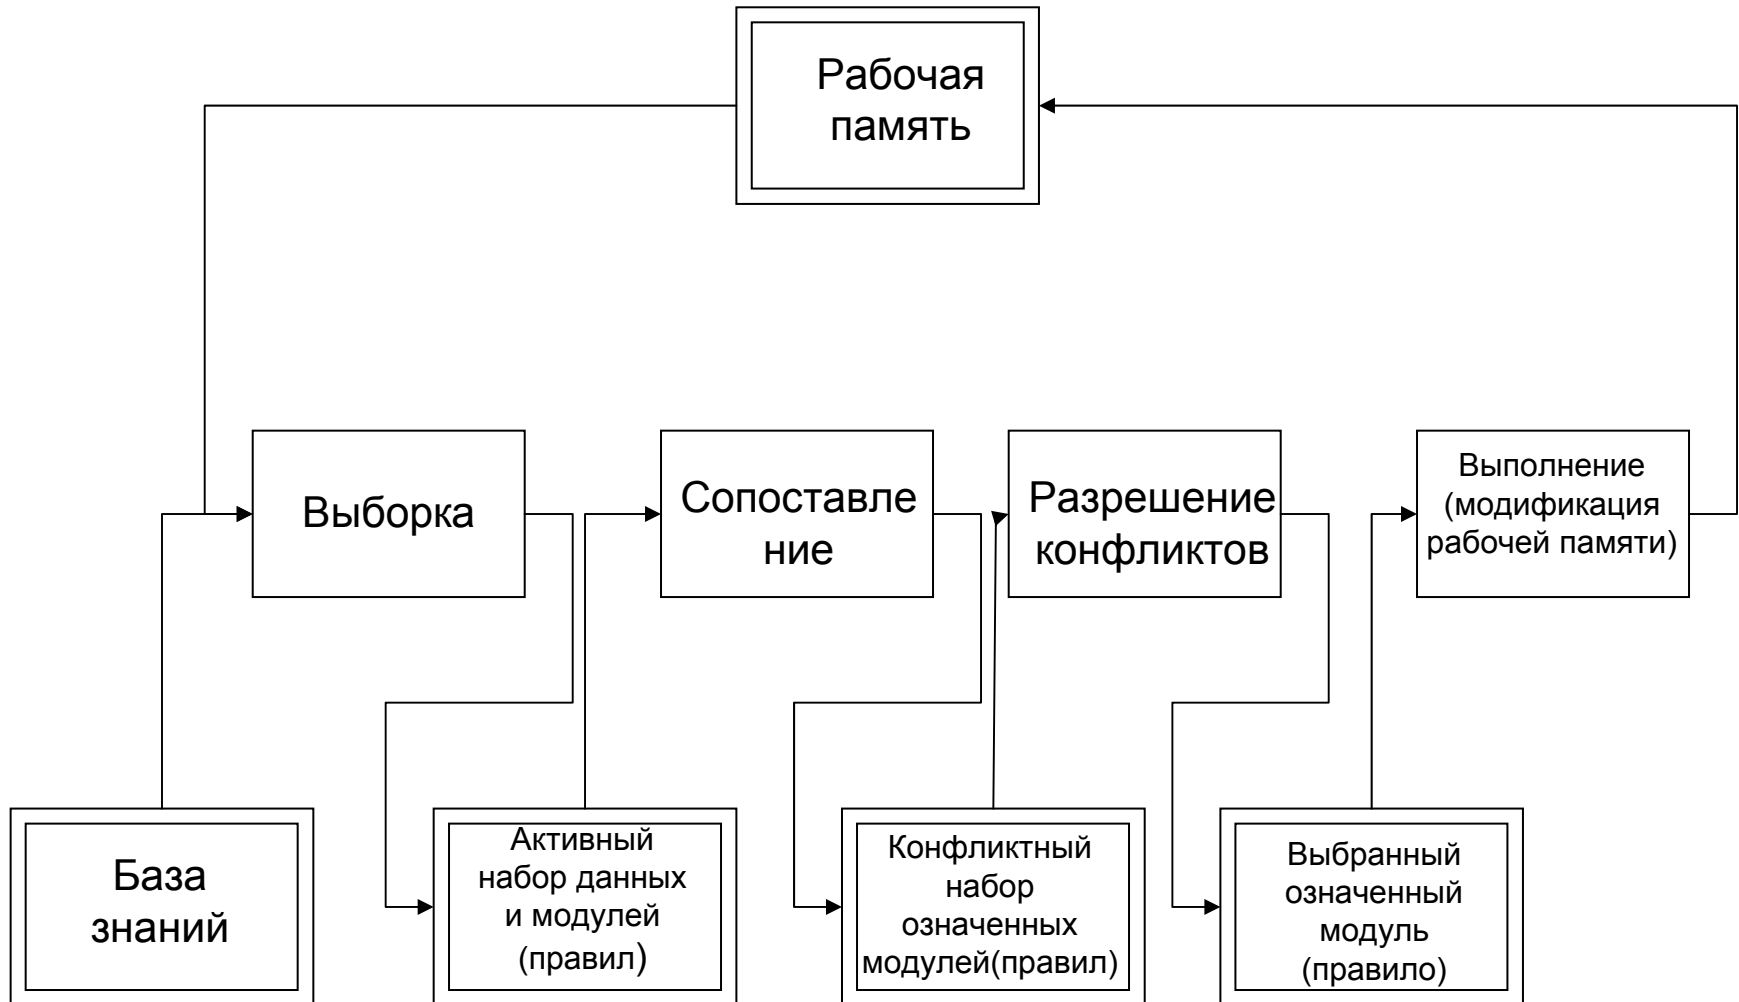 Рабочая
память
Выборка
Сопоставле
ние
Разрешение
конфликтов
Выполнение
(модификация
рабочей памяти)
База
знаний
Активный
набор данных
и модулей
(правил)
Конфликтный
набор
означенных
модулей(правил)
Выбранный
означенный
модуль
(правило)